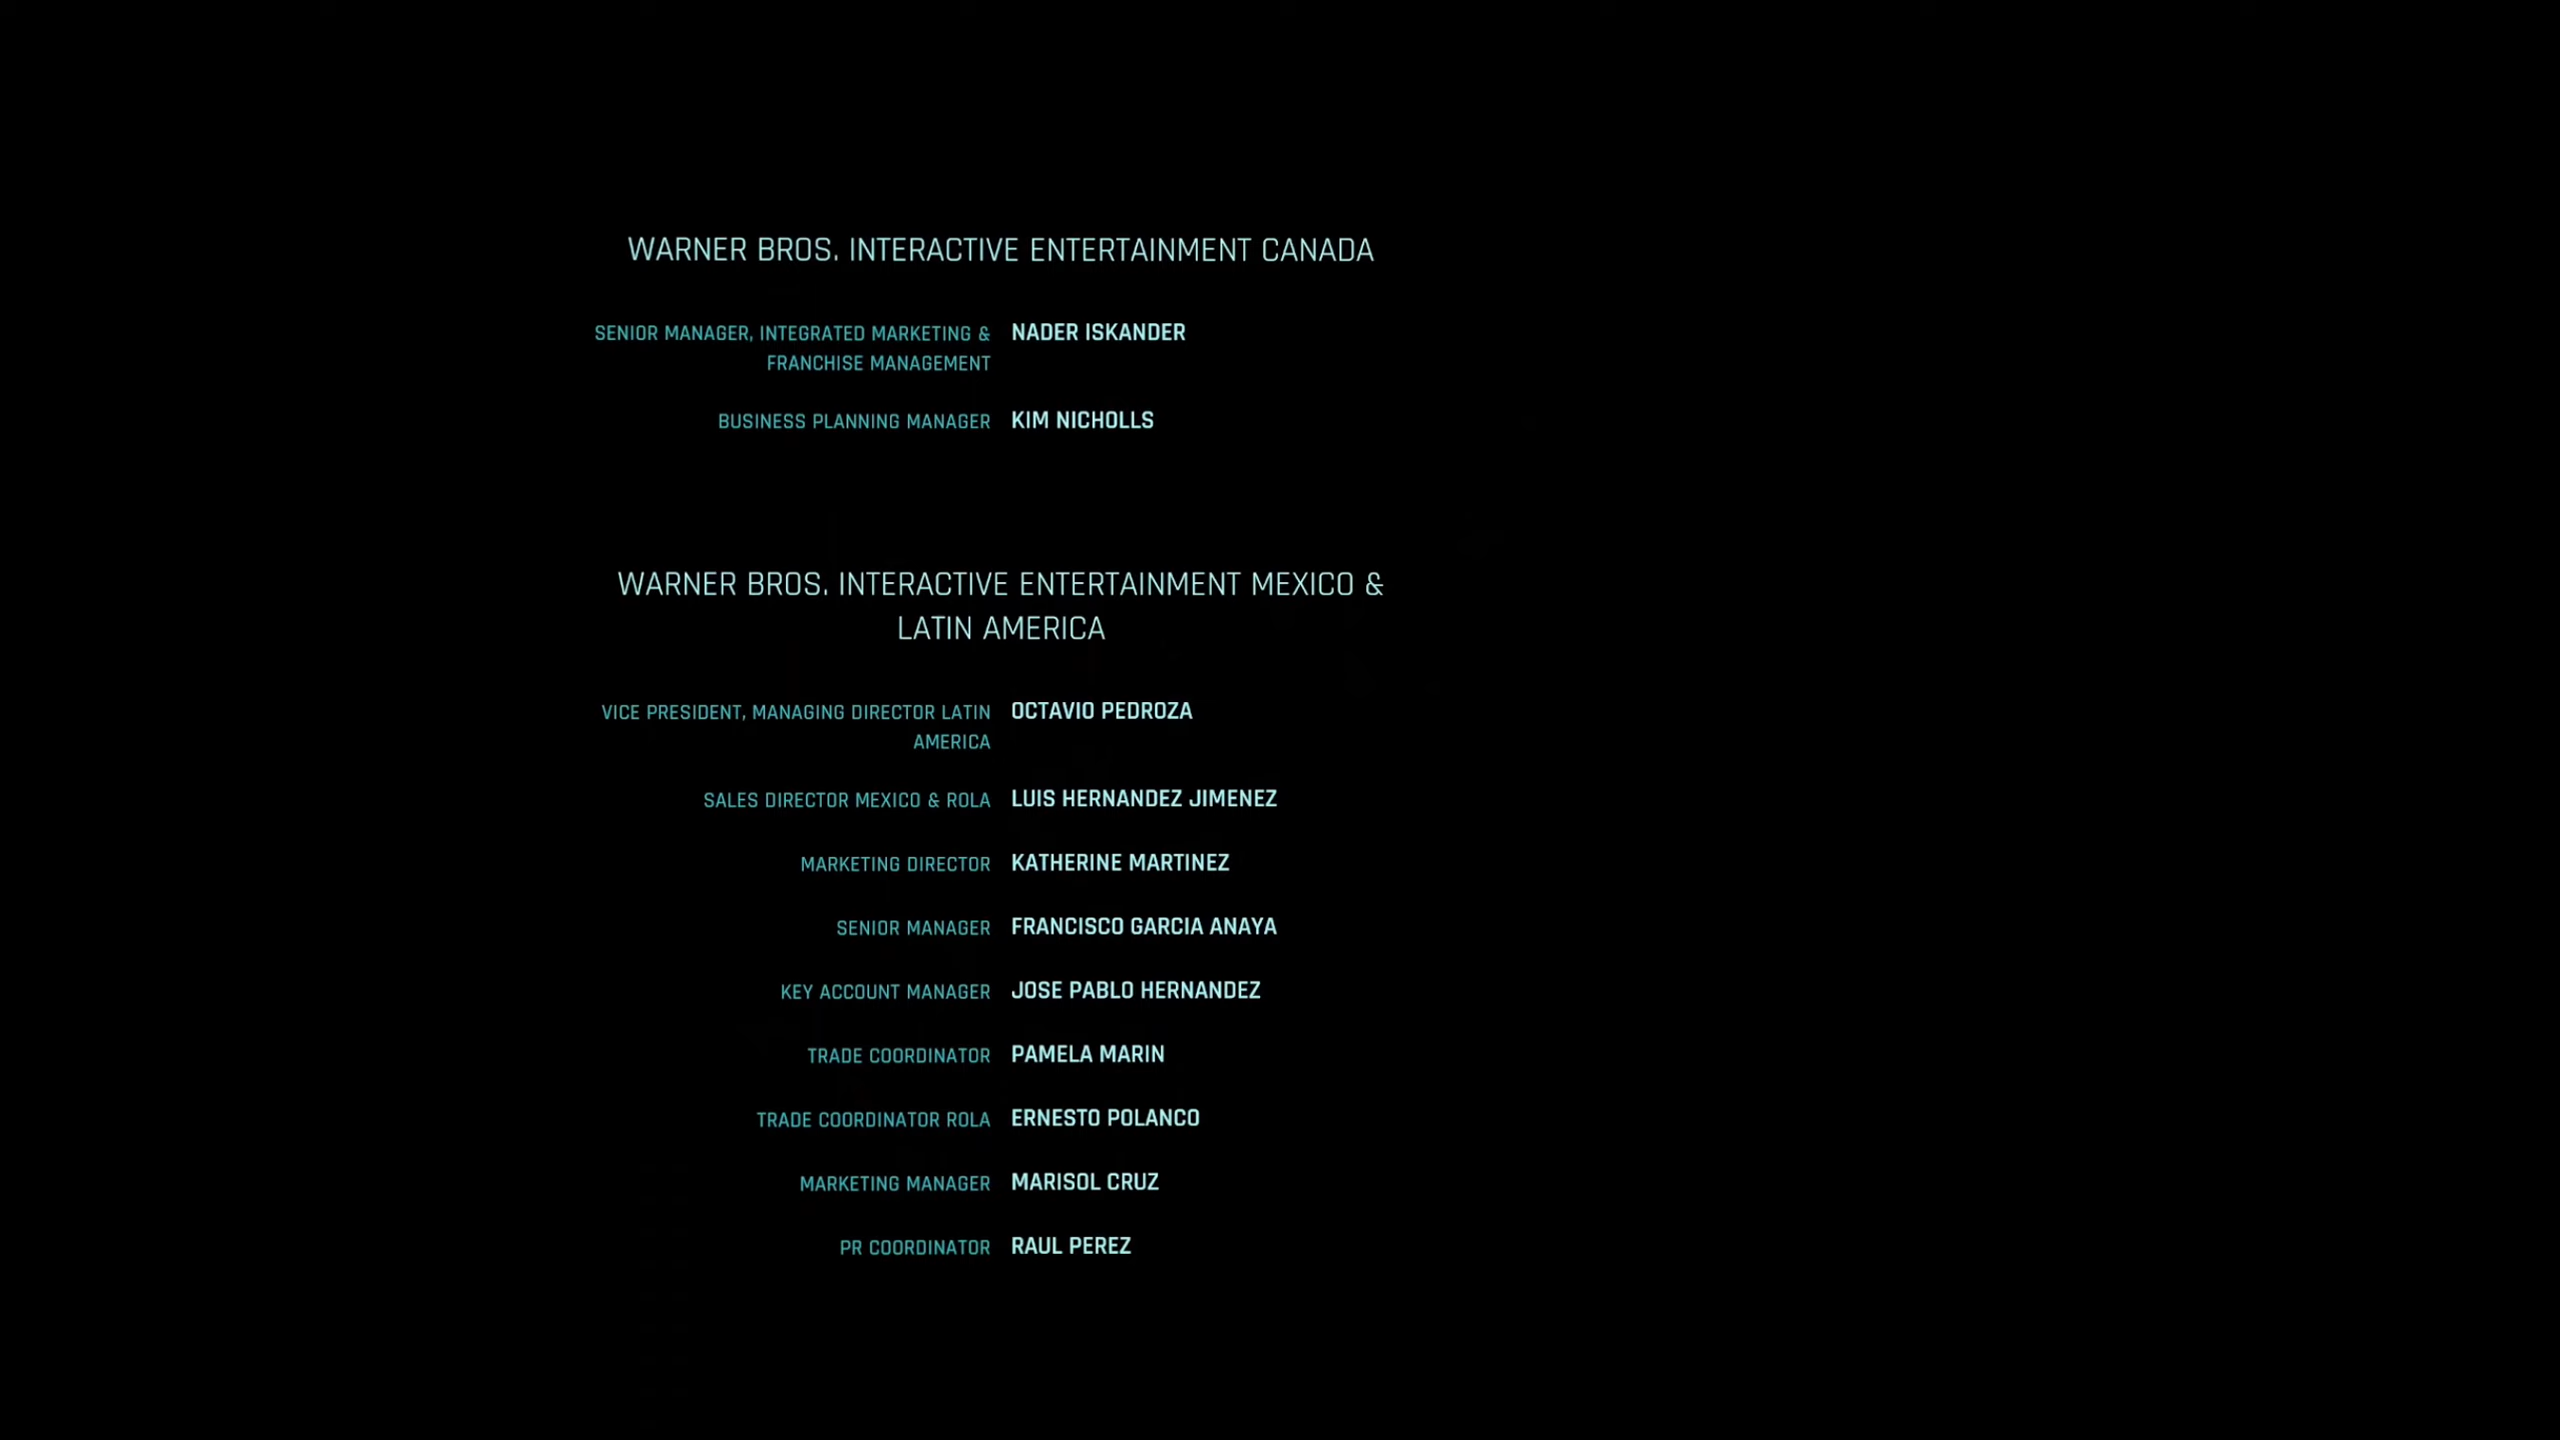 WARNER BROS. INTERACTIVE ENTERTAINMENT CANADA
SENIOR MANAGER, INTEGRATED MARKETING & NADER ISKANDER
FRANCHISE MANAGEMENT
BUSINESS PLANNING MANAGER KIM NICHOLLS
WARNER BROS. INTERACTIVE ENTERTAINMENT MEXICO &
LATIN AMERICA
VICE PRESIDENT, MANAGING DIRECTOR LATIN OCTAVIO PEDROZA
AMERICA
SALES DIRECTOR MEXICO & ROLA LUIS HERNANDEZ JIMENEZ
MARKETING DIRECTOR KATHERINE MARTINEZ
SENIOR MANAGER FRANCISCO GARCIA ANAYA
KEY ACCOUNT MANAGER JOSE PABLO HERNANDEZ
TRADE COORDINATOR PAMELA MARIN
TRADE COORDINATOR ROLA ERNESTO POLANCO
MARKETING MANAGER MARISOL CRUZ
PR COORDINATOR RAUL PEREZ